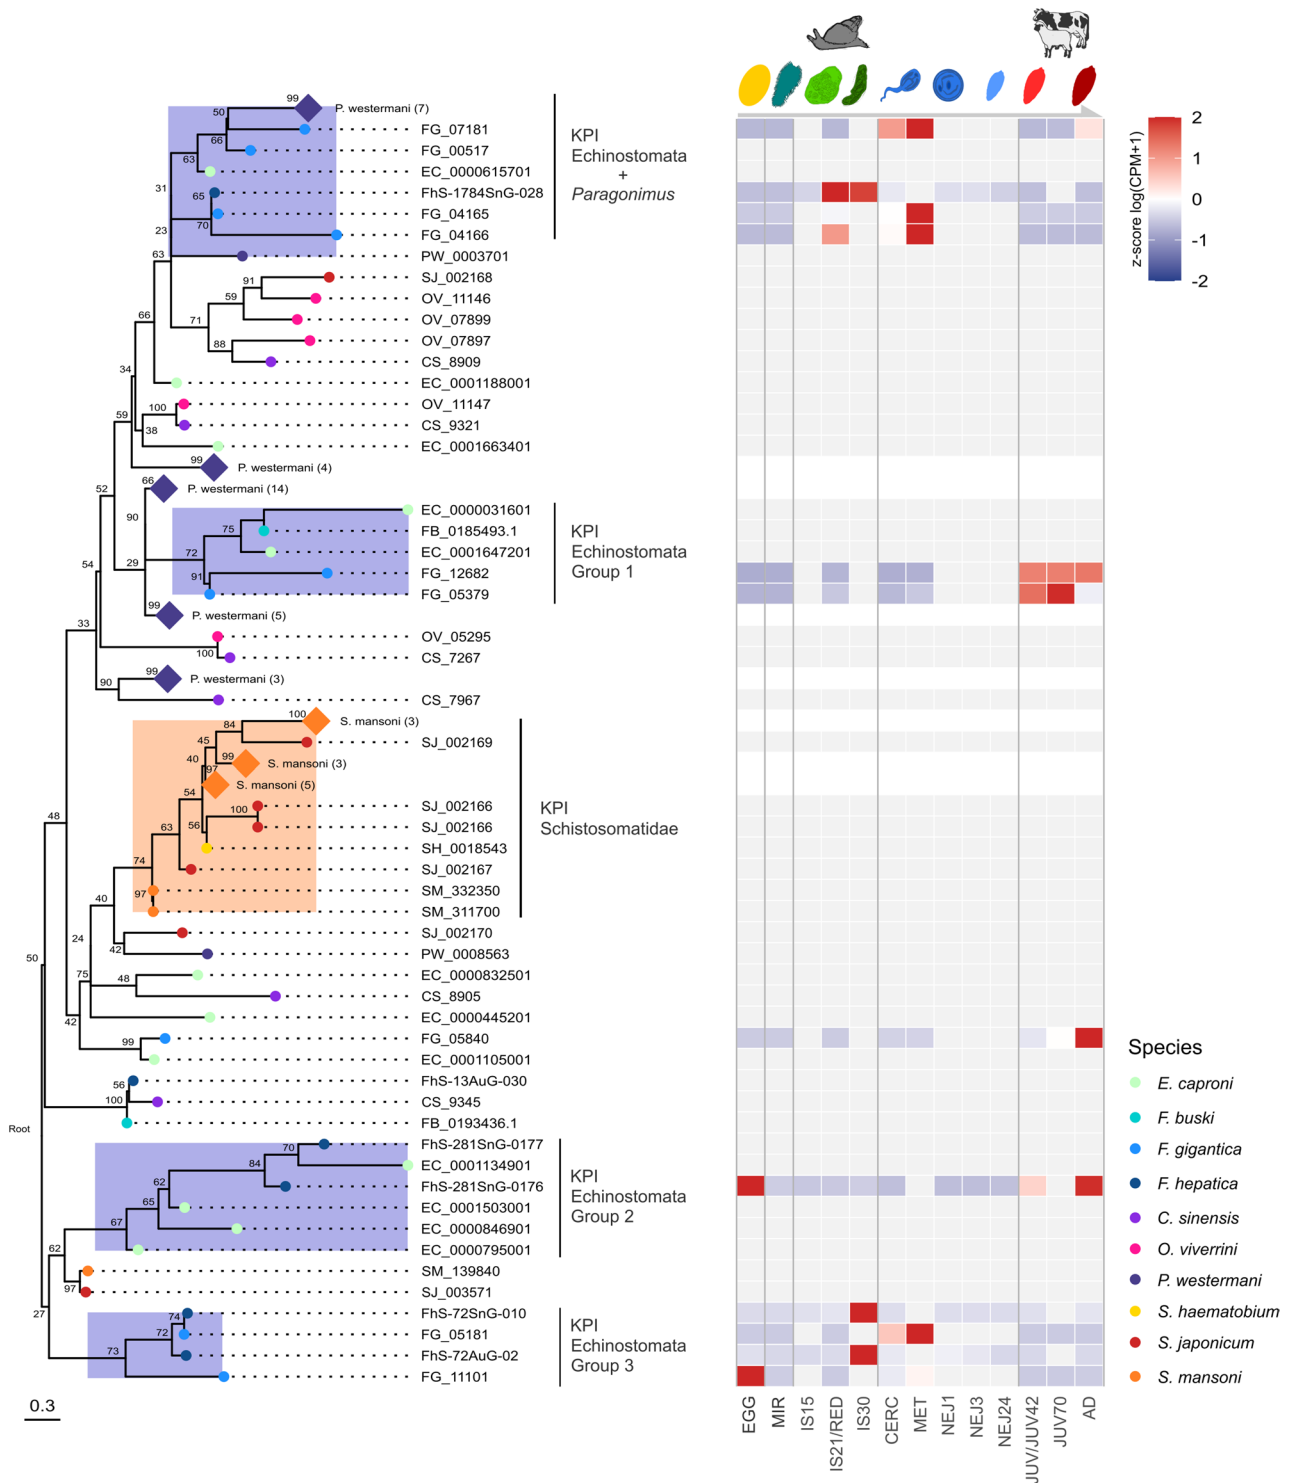 99
P. westermani (7)
50
FG_07181
66
FG_00517
63
EC_0000615701
31
65
FhS-1784SnG-028
FG_04165
70
23
FG_04166
63
PW_0003701
KPI
Echinostomata
+
Paragonimus
91
SJ_002168
59
OV_11146
66
71
OV_07899
88
OV_07897
CS_8909
34
EC_0001188001
100
OV_11147
59
CS_9321
38
EC_0001663401
99
P. westermani (4)
66
P. westermani (14)
52
90
75
EC_0000031601
FB_0185493.1
72
EC_0001647201
54
29
91
FG_12682
FG_05379
KPI
Echinostomata
Group 1
99
P. westermani (5)
33
OV_05295
100
CS_7267
99
P. westermani (3)
90
CS_7967
100
S. mansoni (3)
84
45
SJ_002169
40
99
S. mansoni (3)
97
S. mansoni (5)
54
100
SJ_002166
48
63
56
SJ_002166
SH_0018543
74
SJ_002167
97
SM_332350
SM_311700
KPI
Schistosomatidae
40
24
SJ_002170
42
PW_0008563
50
75
48
EC_0000832501
CS_8905
42
EC_0000445201
99
FG_05840
EC_0001105001
56
FhS-13AuG-030
100
CS_9345
FB_0193436.1
Root
70
FhS-281SnG-0177
84
EC_0001134901
62
FhS-281SnG-0176
65
EC_0001503001
67
EC_0000846901
EC_0000795001
KPI
Echinostomata
Group 2
62
SM_139840
97
SJ_003571
27
74
FhS-72SnG-010
72
FG_05181
73
FhS-72AuG-02
FG_11101
KPI
Echinostomata
Group 3
0.3
EGG
MIR
IS15
IS21/RED
IS30
CERC
MET
NEJ1
NEJ3
NEJ24
JUV/JUV42
JUV70
AD
z-score log(CPM+1)
2
1
0
-1
-2
Species
E. caproni
F. buski
F. gigantica
F. hepatica
C. sinensis
O. viverrini
P. westermani
S. haematobium
S. japonicum
S. mansoni